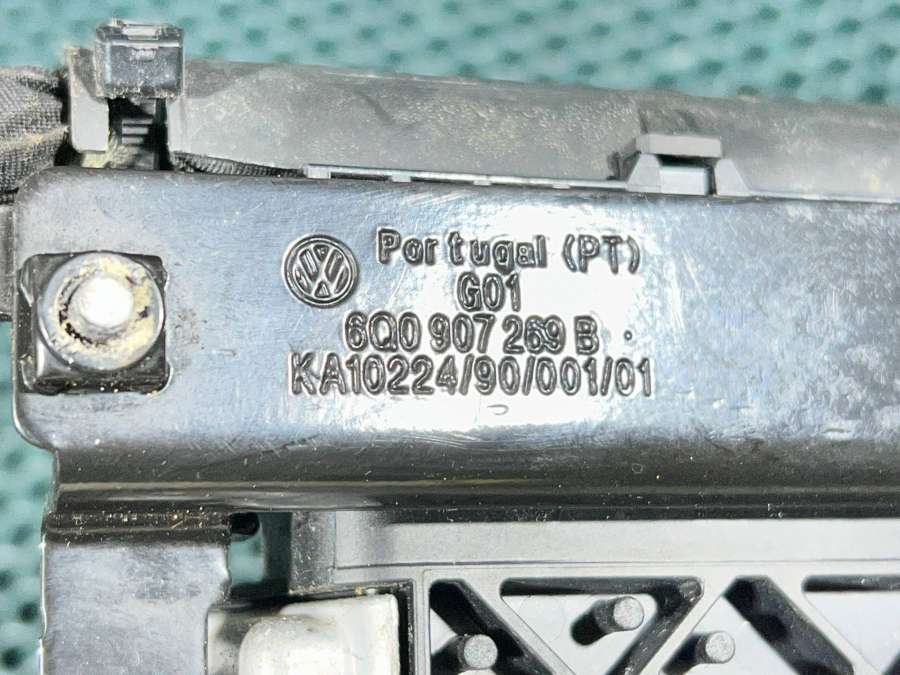 Portugal (PT)
G01
6Q0 907 269 B
KA10224/90/001/01